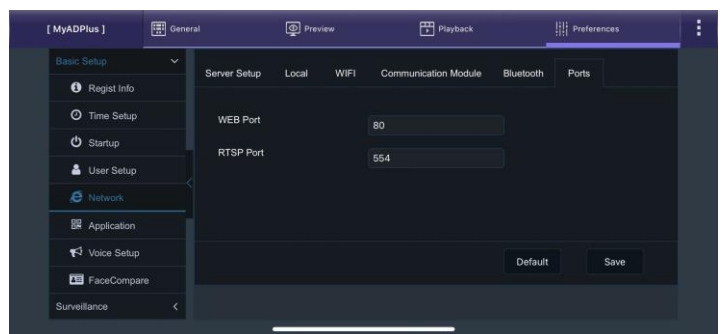 [ MyADPlus ] General Preview Playback Preferences
Basic Setup
Regist Info
Time Setup
Startup
User Setup
Network
Application
Voice Setup
FaceCompare
Surveillance
Server Setup Local WIFI Communication Module Bluetooth Ports
WEB Port 80
RTSP Port 554
Default Save